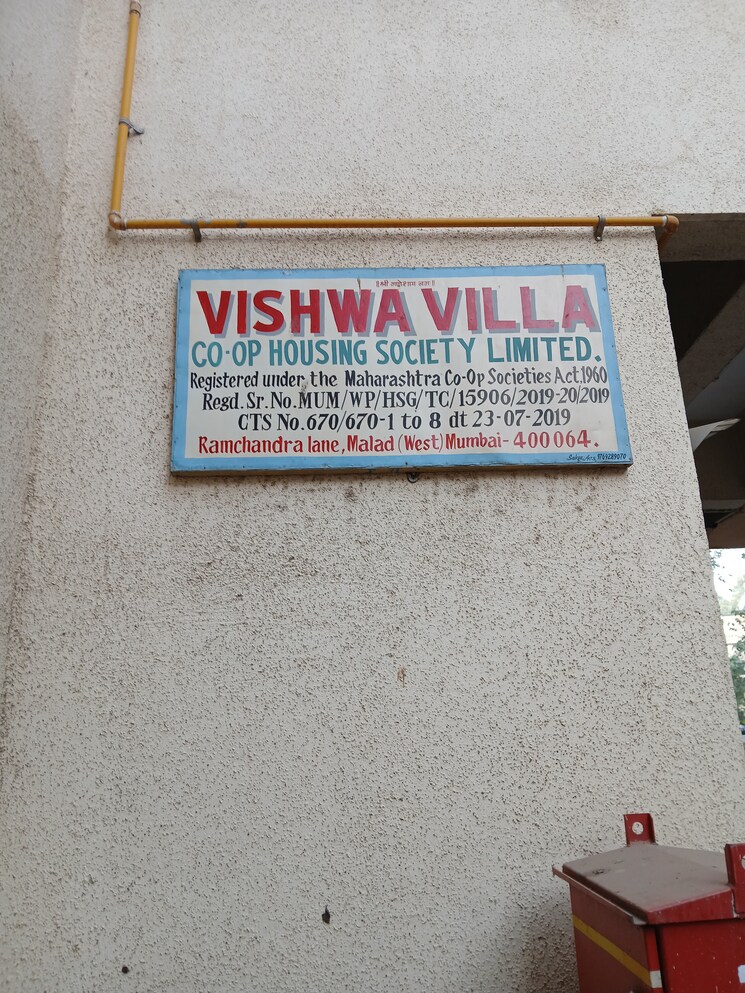 ॥ श्री गणेशाय नमः ॥
VISHWA VILLA
CO-OP HOUSING SOCIETY LIMITED.
Registered under the Maharashtra Co-Op Societies Act.1960
Regd. Sr. No. MUM/WP/HSG/TC/15906/2019-20/2019
CTS No. 670/670-1 to 8 dt 23-07-2019
Ramchandra lane, Malad (West) Mumbai- 400064.